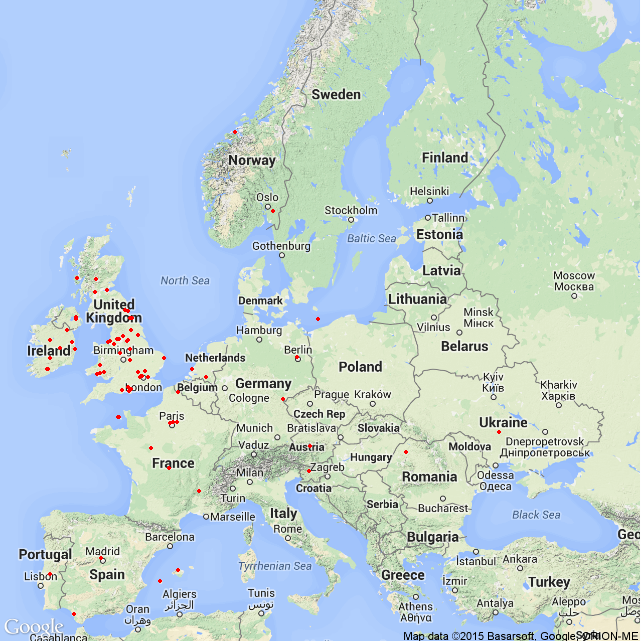 Sweden
Norway
Finland
Oslo
Helsinki
Stockholm
Tallinn
Estonia
Baltic Sea
Gothenburg
Latvia
Moscow
Москва
North Sea
Denmark
Lithuania
United
Kingdom
Minsk
Мінск
Vilnius
Hamburg
Belarus
Ireland
Birmingham
Netherlands
Berlin
Poland
London
Belgium
Germany
Cologne
Prague
Kraków
Kyiv
Київ
Kharkiv
Харків
Czech Rep
Paris
Ukraine
Munich
Bratislava
Slovakia
Dnepropetrovsk
Дніпропетровськ
Vaduz
Austria
Hungary
Moldova
France
Milan
Zagreb
Odessa
Одеса
Turin
Croatia
Romania
Bucharest
Marseille
Italy
Serbia
Black Sea
Barcelona
Rome
Bulgaria
Geo
Portugal
Madrid
Tyrrhenian Sea
İstanbul
Ankara
Lisbon
Spain
Greece
İzmir
Turkey
Algiers
الجزائر
Tunis
تونس
Oran
وهران
Athens
Αθήνα
Antalya
Aleppo
حلب
Google
Casablanca
Map data ©2015 Basarsoft, Google, ORION-ME